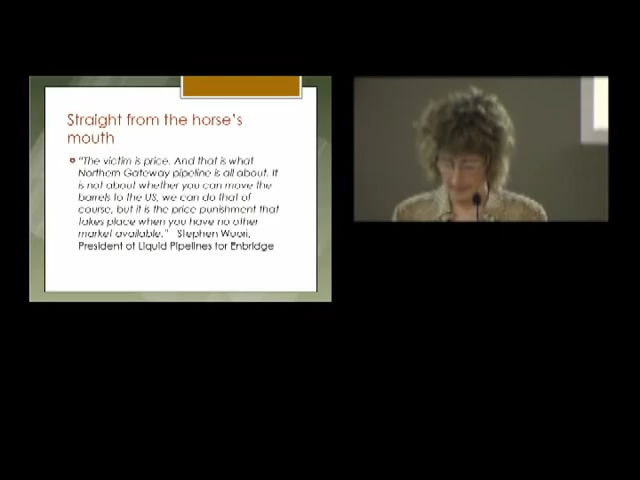 Straight from the horse's
mouth
"The victim is price. And that is what
Northern Gateway pipeline is all about. It
is not about whether you can move the
barrels to the US, we can do that of
course, but it is the price punishment that
takes place when you have no other
market available." Stephen Wuori,
President of Liquid Pipelines for Enbridge